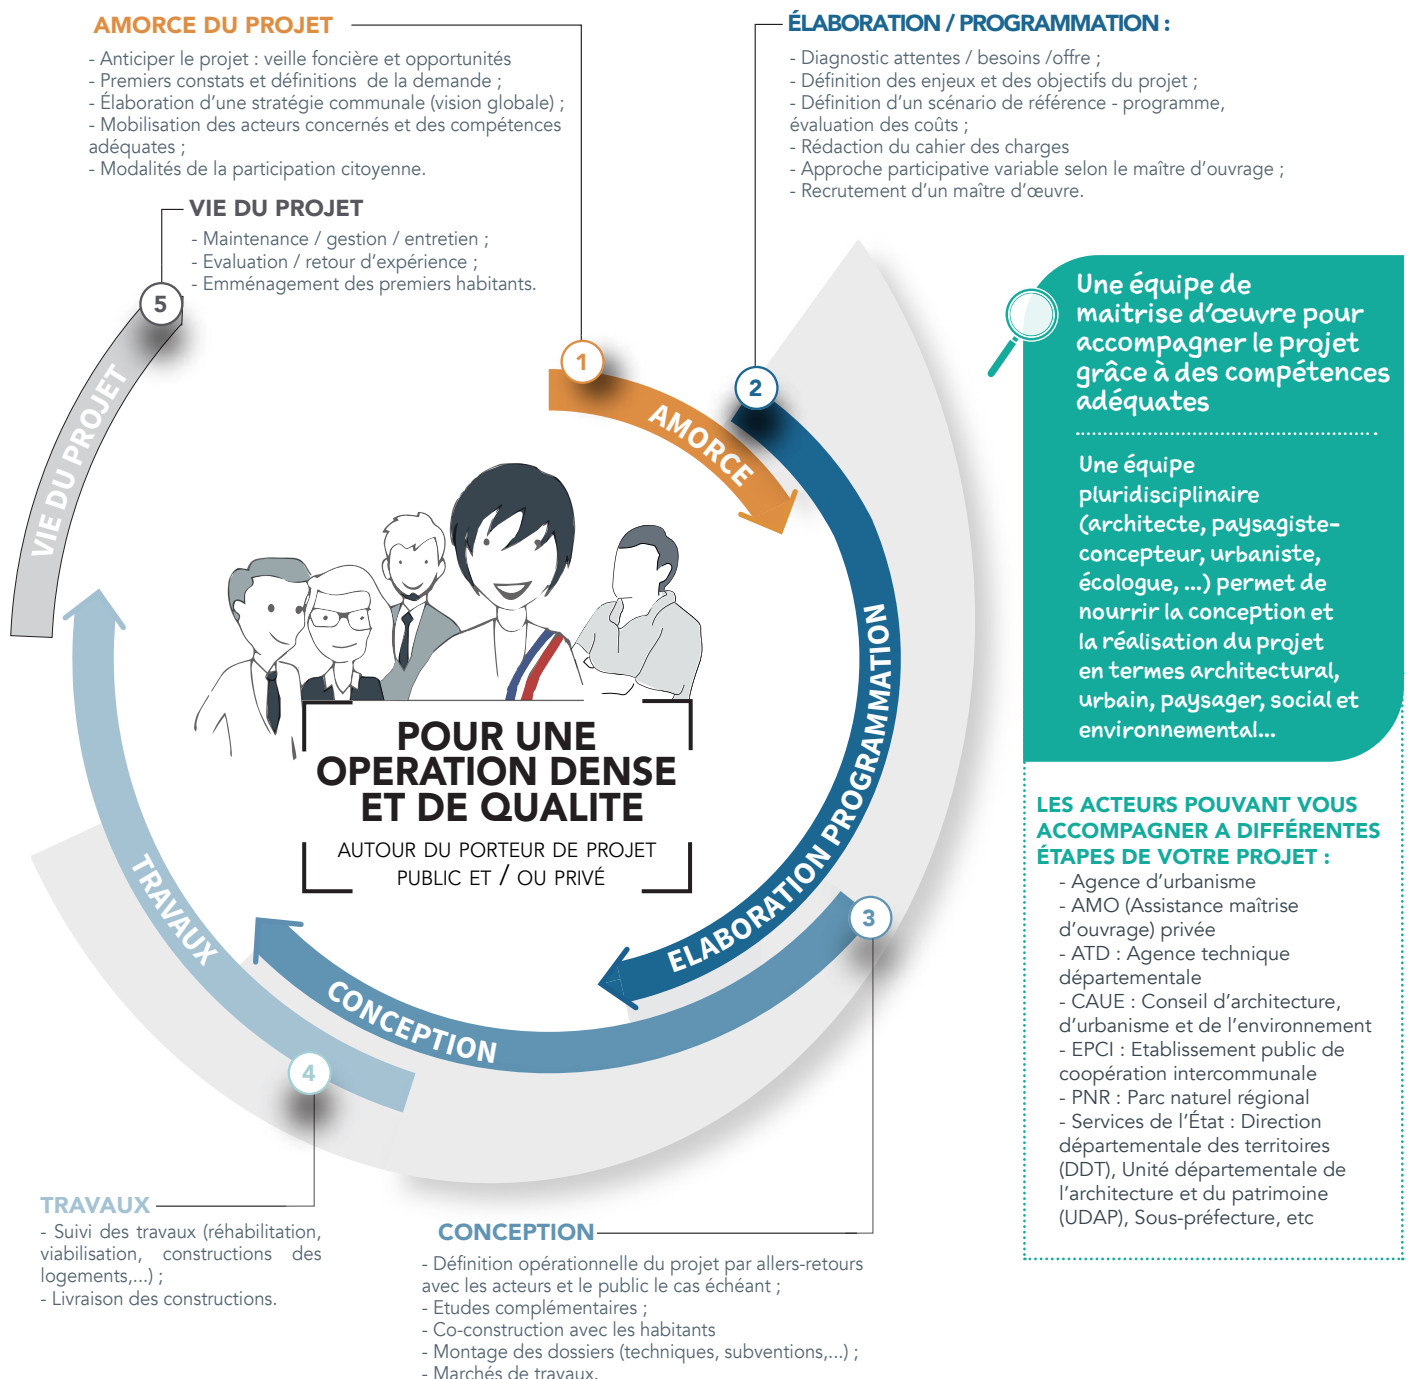 AMORCE DU PROJET
- Anticiper le projet : veille foncière et opportunités
- Premiers constats et définitions de la demande ;
- Élaboration d'une stratégie communale (vision globale) ;
- Mobilisation des acteurs concernés et des compétences
adéquates ;
- Modalités de la participation citoyenne.
ÉLABORATION / PROGRAMMATION :
- Diagnostic attentes / besoins /offre ;
- Définition des enjeux et des objectifs du projet ;
- Définition d'un scénario de référence - programme,
évaluation des coûts ;
- Rédaction du cahier des charges
- Approche participative variable selon le maître d'ouvrage ;
- Recrutement d'un maître d'œuvre.
VIE DU PROJET
- Maintenance / gestion / entretien ;
- Evaluation / retour d'expérience ;
- Emménagement des premiers habitants.
5
1
2
VIE DU PROJET
AMORCE
ELABORATION PROGRAMMATION
POUR UNE
OPERATION DENSE
ET DE QUALITE
AUTOUR DU PORTEUR DE PROJET
PUBLIC ET / OU PRIVÉ
TRAVAUX
CONCEPTION
3
4
Une équipe de
maitrise d'œuvre pour
accompagner le projet
grâce à des compétences
adéquates
Une équipe
pluridisciplinaire
(architecte, paysagiste-
concepteur, urbaniste,
écologue, ...) permet de
nourrir la conception et
la réalisation du projet
en termes architectural,
urbain, paysager, social et
environnemental...
LES ACTEURS POUVANT VOUS
ACCOMPAGNER A DIFFÉRENTES
ÉTAPES DE VOTRE PROJET :
- Agence d'urbanisme
- AMO (Assistance maîtrise
d'ouvrage) privée
- ATD : Agence technique
départementale
- CAUE : Conseil d'architecture,
d'urbanisme et de l'environnement
- EPCI : Etablissement public de
coopération intercommunale
- PNR : Parc naturel régional
- Services de l'État : Direction
départementale des territoires
(DDT), Unité départementale de
l'architecture et du patrimoine
(UDAP), Sous-préfecture, etc
TRAVAUX
- Suivi des travaux (réhabilitation,
viabilisation, constructions des
logements,...) ;
- Livraison des constructions.
CONCEPTION
- Définition opérationnelle du projet par allers-retours
avec les acteurs et le public le cas échéant ;
- Etudes complémentaires ;
- Co-construction avec les habitants
- Montage des dossiers (techniques, subventions,...) ;
- Marchés de travaux.